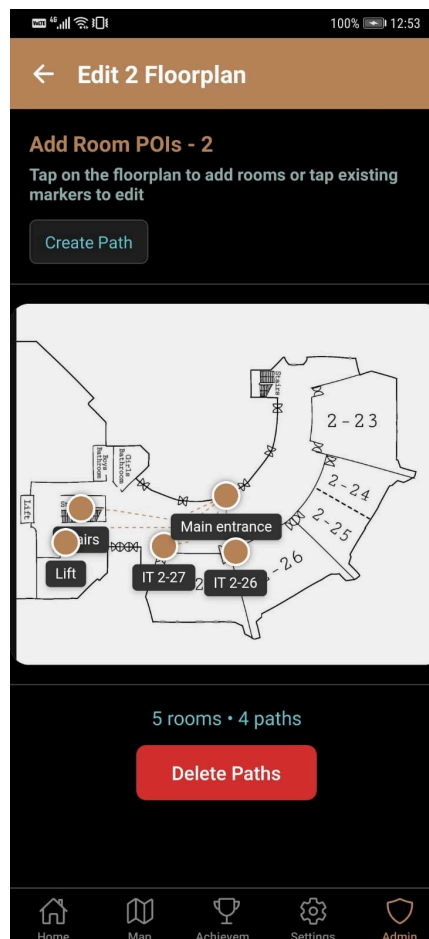 VoLTE 4G 100% 12:53
Edit 2 Floorplan
Add Room POIs - 2
Tap on the floorplan to add rooms or tap existing
markers to edit
Create Path
Stairs
2-23
Girls
Bathroom
Boys
Bathroom
2-24
Lift
Main entrance
2-25
airs
Lift
IT 2-27
IT 2-26
2
-26
5 rooms • 4 paths
Delete Paths
Home Map Achievem Settings Admin